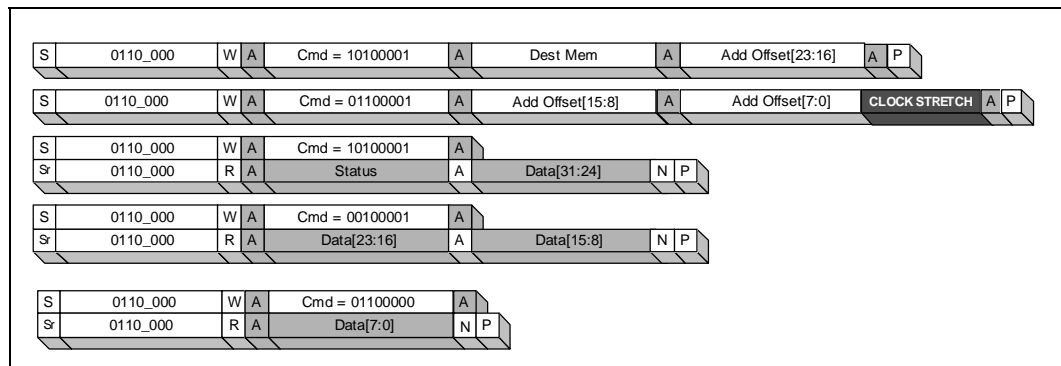 S 0110_000 W A Cmd = 10100001 A Dest Mem A Add Offset[23:16] A P
S 0110_000 W A Cmd = 01100001 A Add Offset[15:8] A Add Offset[7:0] CLOCK STRETCH A P
S 0110_000 W A Cmd = 10100001 A
Sr 0110_000 R A Status A Data[31:24] N P
S 0110_000 W A Cmd = 00100001 A
Sr 0110_000 R A Data[23:16] A Data[15:8] N P
S 0110_000 W A Cmd = 01100000 A
Sr 0110_000 R A Data[7:0] N P